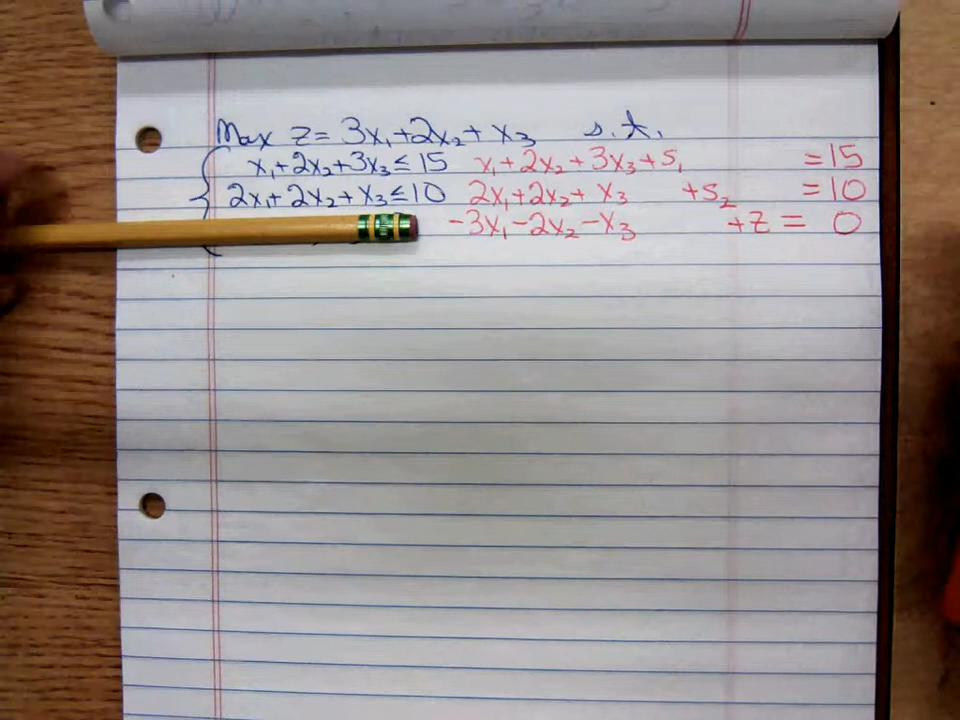 Max z = 3x₁+2x₂+x₃ s.t.
x₁+2x₂+3x₃ ≤ 15 x₁+2x₂+3x₃+s₁ =15
2x₁+2x₂+x₃ ≤ 10 2x₁+2x₂+x₃ +s₂ =10
-3x₁-2x₂-x₃ +z = 0